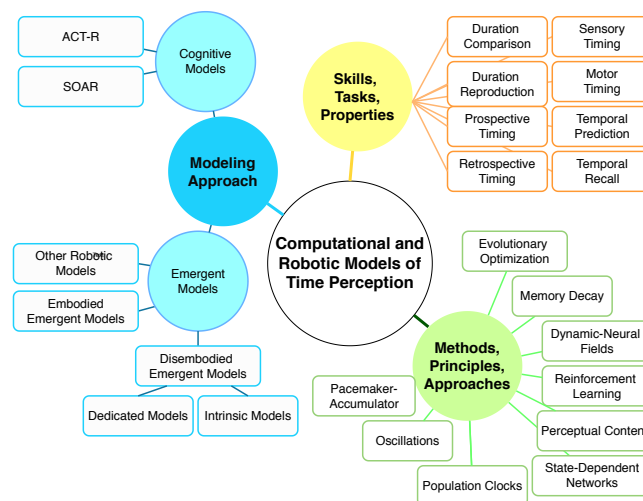 ACT-R
SOAR
Cognitive
Models
Modeling
Approach
Skills,
Tasks,
Properties
Duration
Comparison
Sensory
Timing
Duration
Reproduction
Motor
Timing
Prospective
Timing
Temporal
Prediction
Retrospective
Timing
Temporal
Recall
Computational and
Robotic Models of
Time Perception
Other Robotic
Models
Embodied
Emergent Models
Emergent
Models
Disembodied
Emergent Models
Dedicated Models
Intrinsic Models
Evolutionary
Optimization
Memory Decay
Dynamic-Neural
Fields
Reinforcement
Learning
Perceptual Content
State-Dependent
Networks
Methods,
Principles,
Approaches
Pacemaker-
Accumulator
Oscillations
Population Clocks